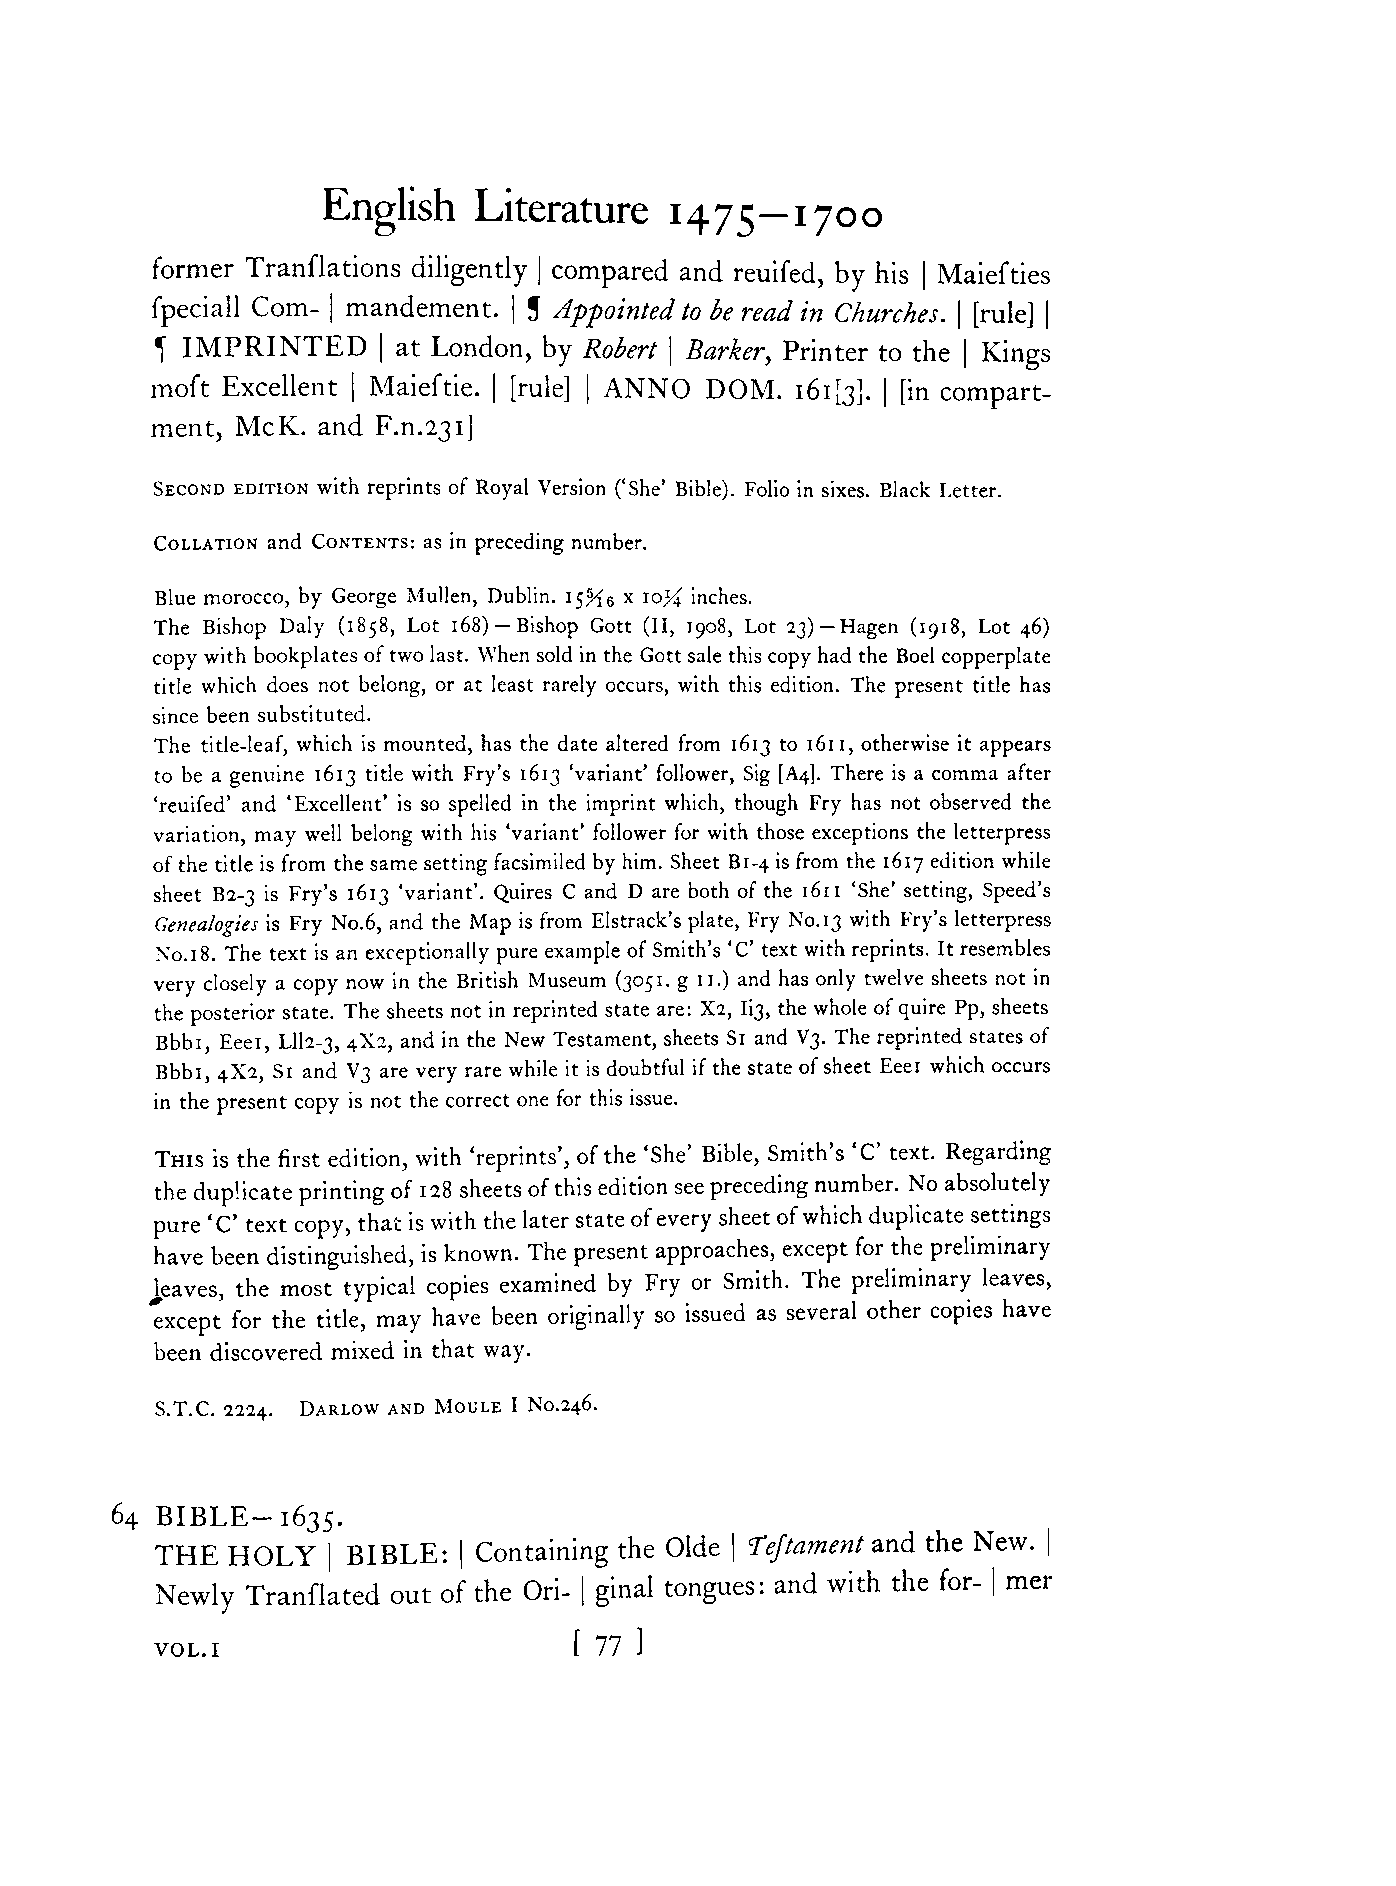 English Literature 1475—1700
former Tranſlations diligently | compared and reuiſed, by his | Maieſties
ſpeciall Com- | mandement. | ¶ Appointed to be read in Churches. | [rule] |
¶ IMPRINTED | at London, by Robert | Barker, Printer to the | Kings
moſt Excellent | Maieſtie. | [rule] | ANNO DOM. 161[3]. | [in compart-
ment, McK. and F.n.231]
SECOND EDITION with reprints of Royal Version (‘She’ Bible). Folio in sixes. Black Letter.
COLLATION and CONTENTS: as in preceding number.
Blue morocco, by George Mullen, Dublin. 15 5/16 x 10 1/4 inches.
The Bishop Daly (1858, Lot 168)—Bishop Gott (II, 1908, Lot 23)—Hagen (1918, Lot 46)
copy with bookplates of two last. When sold in the Gott sale this copy had the Boel copperplate
title which does not belong, or at least rarely occurs, with this edition. The present title has
since been substituted.
The title-leaf, which is mounted, has the date altered from 1613 to 1611, otherwise it appears
to be a genuine 1613 title with Fry’s 1613 ‘variant’ follower, Sig [A4]. There is a comma after
‘reuiſed’ and ‘Excellent’ is so spelled in the imprint which, though Fry has not observed the
variation, may well belong with his ‘variant’ follower for with those exceptions the letterpress
of the title is from the same setting facsimiled by him. Sheet B1-4 is from the 1617 edition while
sheet B2-3 is Fry’s 1613 ‘variant’. Quires C and D are both of the 1611 ‘She’ setting, Speed’s
Genealogies is Fry No.6, and the Map is from Elstrack’s plate, Fry No.13 with Fry’s letterpress
No.18. The text is an exceptionally pure example of Smith’s ‘C’ text with reprints. It resembles
very closely a copy now in the British Museum (3051. g 11.) and has only twelve sheets not in
the posterior state. The sheets not in reprinted state are: X2, Ii3, the whole of quire Pp, sheets
Bbb1, Eee1, Lll2-3, 4X2, and in the New Testament, sheets S1 and V3. The reprinted states of
Bbb1, 4X2, S1 and V3 are very rare while it is doubtful if the state of sheet Eee1 which occurs
in the present copy is not the correct one for this issue.
THIS is the first edition, with ‘reprints’, of the ‘She’ Bible, Smith’s ‘C’ text. Regarding
the duplicate printing of 128 sheets of this edition see preceding number. No absolutely
pure ‘C’ text copy, that is with the later state of every sheet of which duplicate settings
have been distinguished, is known. The present approaches, except for the preliminary
leaves, the most typical copies examined by Fry or Smith. The preliminary leaves,
except for the title, may have been originally so issued as several other copies have
been discovered mixed in that way.
S.T.C. 2224. DARLOW AND MOULE I No.246.
64 BIBLE—1635.
THE HOLY | BIBLE: | Containing the Olde | Teſtament and the New. |
Newly Tranſlated out of the Ori- | ginal tongues: and with the for- | mer
VOL.I [ 77 ]